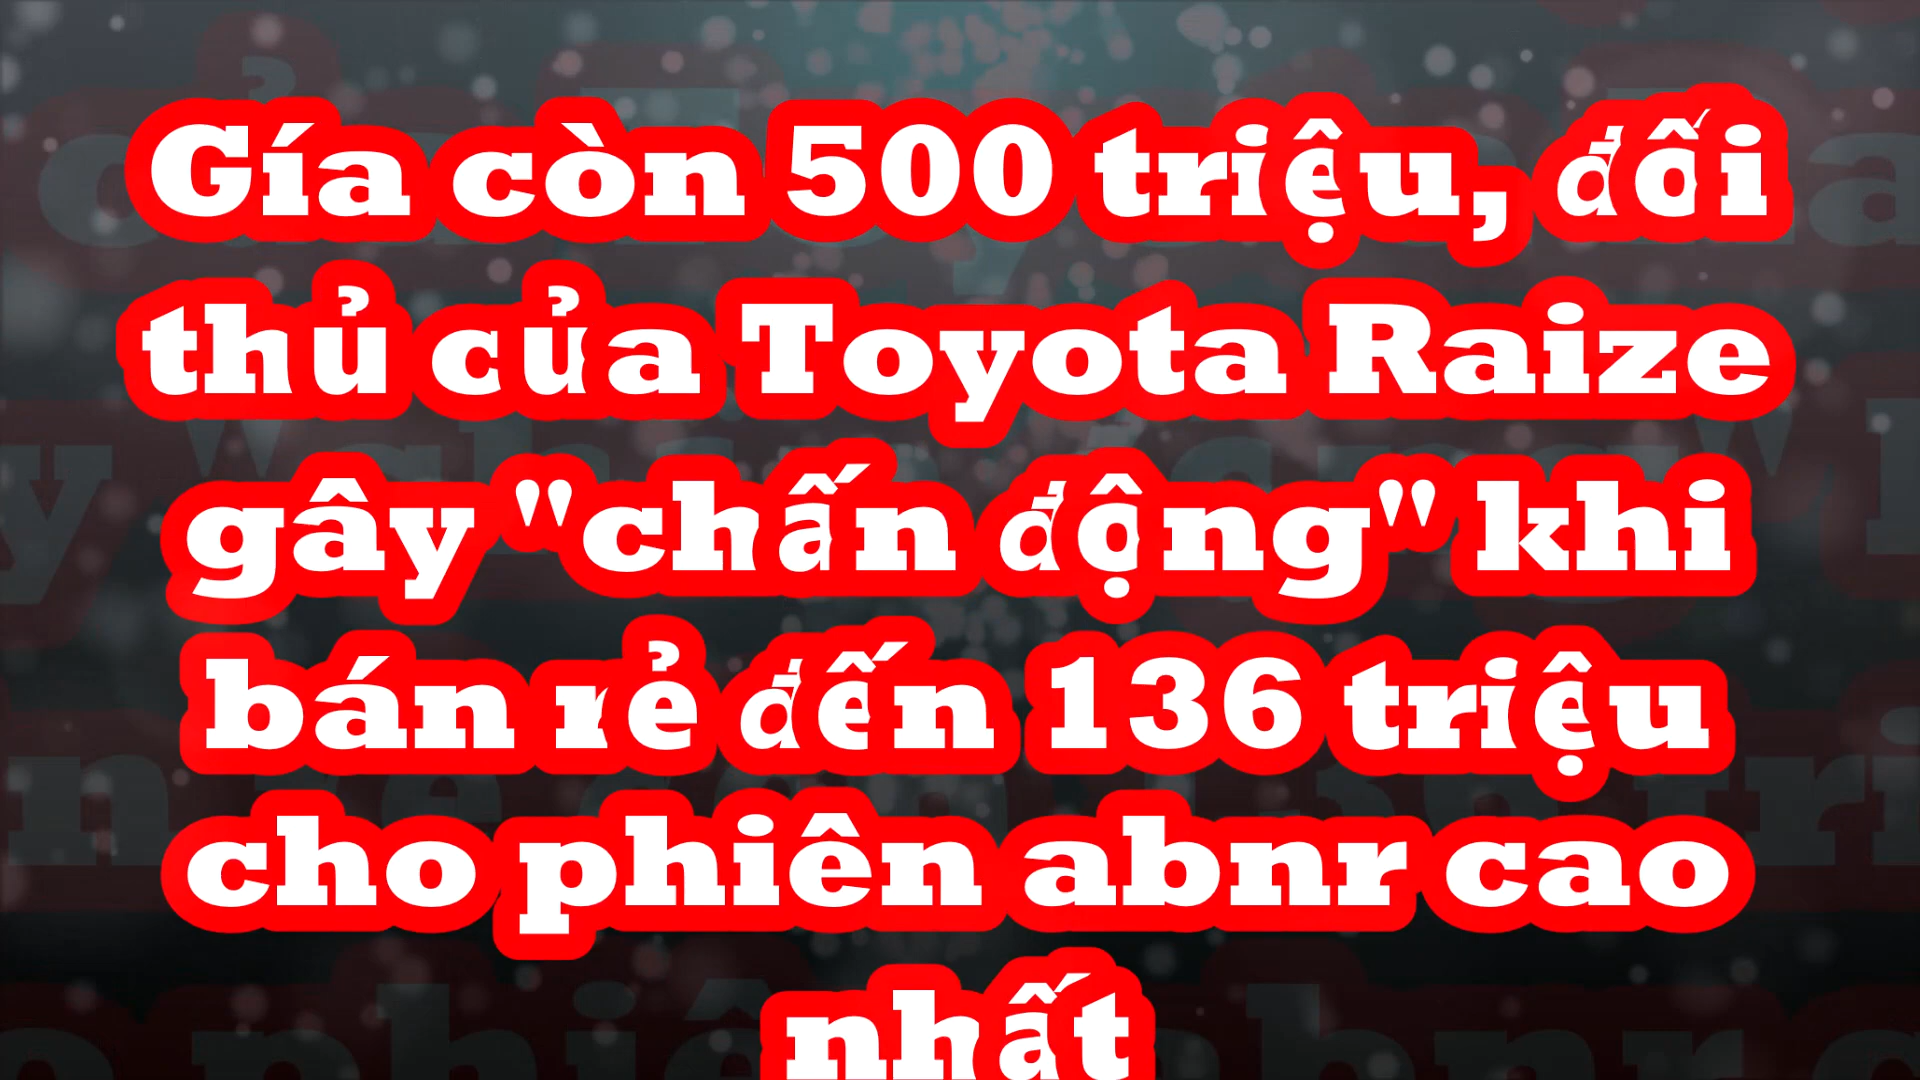 Gía còn 500 triệu, đối
thủ của Toyota Raize
gây "chấn động" khi
bán rẻ đến 136 triệu
cho phiên abnr cao
nhất